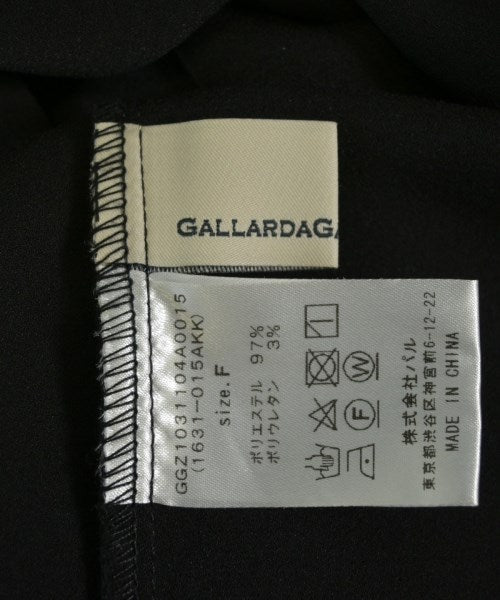 GALLARDAGA
GGZ1031104A0015
(1631-015AKK)
size.F
ポリエステル 97%
ポリウレタン 3%
W
F
株式会社パル
東京都渋谷区神宮前6-12-22
MADE IN CHINA